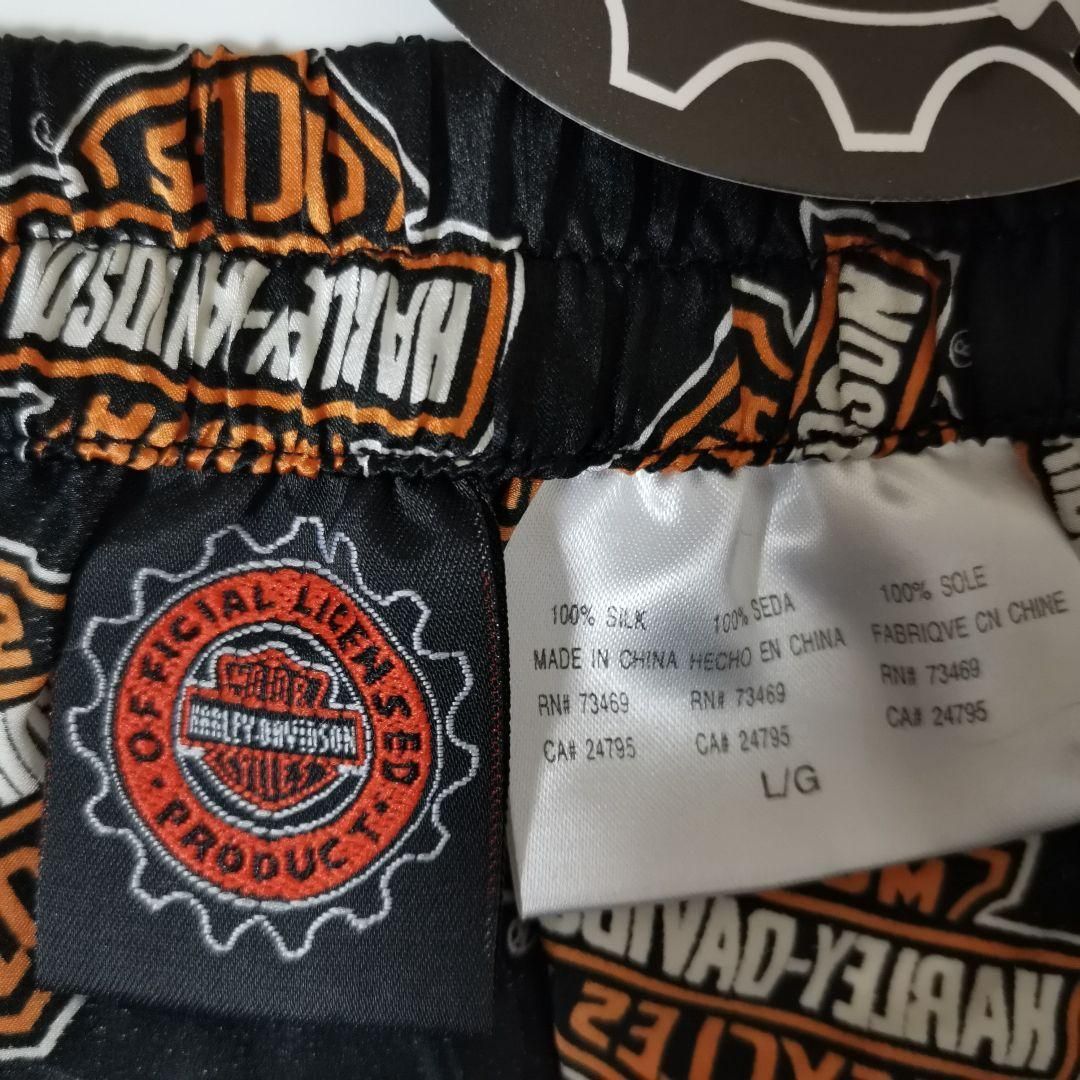 HARLEY-DAVIDSON
OFFICIAL LICENSED
HARLEY-DAVIDSON
· PRODUCT ·
100% SILK
MADE IN CHINA
RN# 73469
CA# 24795
100% SEDA
HECHO EN CHINA
RN# 73469
CA# 24795
100% SOLE
FABRIQVE CN CHINE
RN# 73469
CA# 24795
L/G
HARLEY-DAVIDSO